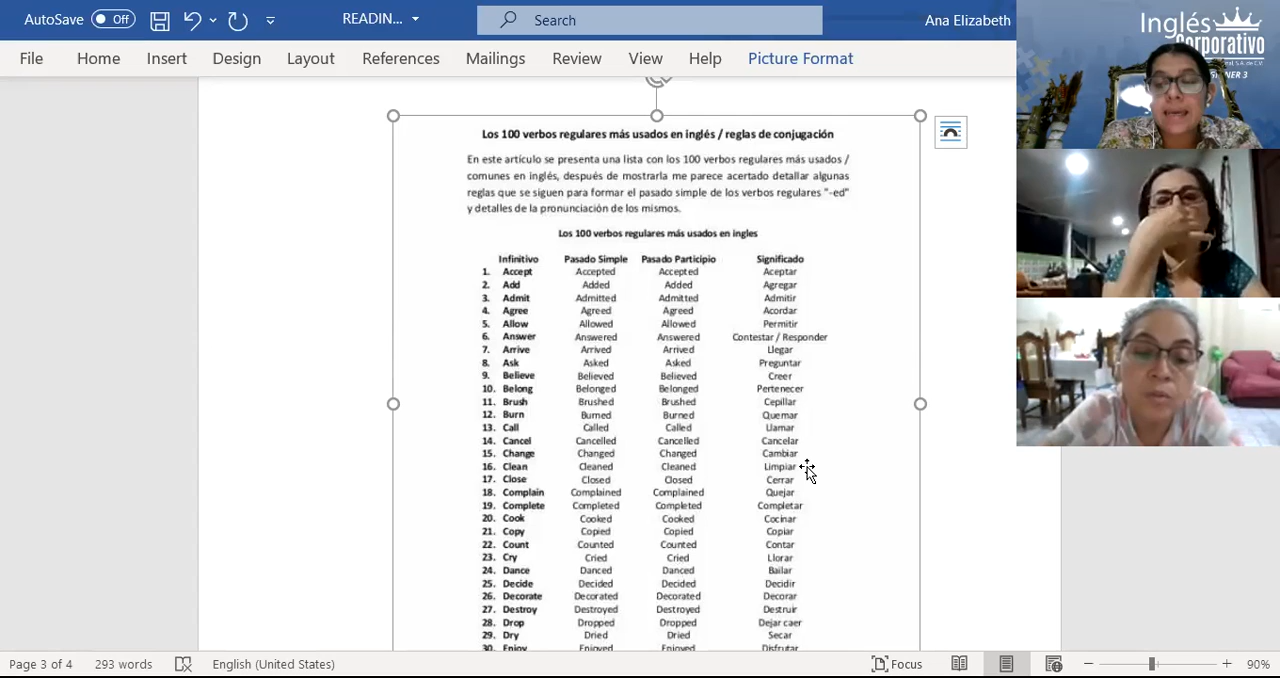 AutoSave Off READIN... Search Ana Elizabeth
File Home Insert Design Layout References Mailings Review View Help Picture Format
Inglés
Corporativo
Los 100 verbos regulares más usados en inglés / reglas de conjugación
En este artículo se presenta una lista con los 100 verbos regulares más usados /
comunes en inglés, después de mostrarla me parece acertado detallar algunas
reglas que se siguen para formar el pasado simple de los verbos regulares "-ed"
y detalles de la pronunciación de los mismos.
Los 100 verbos regulares más usados en ingles
Infinitivo Pasado Simple Pasado Participio Significado
1. Accept Accepted Accepted Aceptar
2. Add Added Added Agregar
3. Admit Admitted Admitted Admitir
4. Agree Agreed Agreed Acordar
5. Allow Allowed Allowed Permitir
6. Answer Answered Answered Contestar / Responder
7. Arrive Arrived Arrived Llegar
8. Ask Asked Asked Preguntar
9. Believe Believed Believed Creer
10. Belong Belonged Belonged Pertenecer
11. Brush Brushed Brushed Cepillar
12. Burn Burned Burned Quemar
13. Call Called Called Llamar
14. Cancel Cancelled Cancelled Cancelar
15. Change Changed Changed Cambiar
16. Clean Cleaned Cleaned Limpiar
17. Close Closed Closed Cerrar
18. Complain Complained Complained Quejar
19. Complete Completed Completed Completar
20. Cook Cooked Cooked Cocinar
21. Copy Copied Copied Copiar
22. Count Counted Counted Contar
23. Cry Cried Cried Llorar
24. Dance Danced Danced Bailar
25. Decide Decided Decided Decidir
26. Decorate Decorated Decorated Decorar
27. Destroy Destroyed Destroyed Destruir
28. Drop Dropped Dropped Dejar caer
29. Dry Dried Dried Secar
30. Enjoy Enjoyed Enjoyed Disfrutar
Page 3 of 4 293 words English (United States) Focus 90%